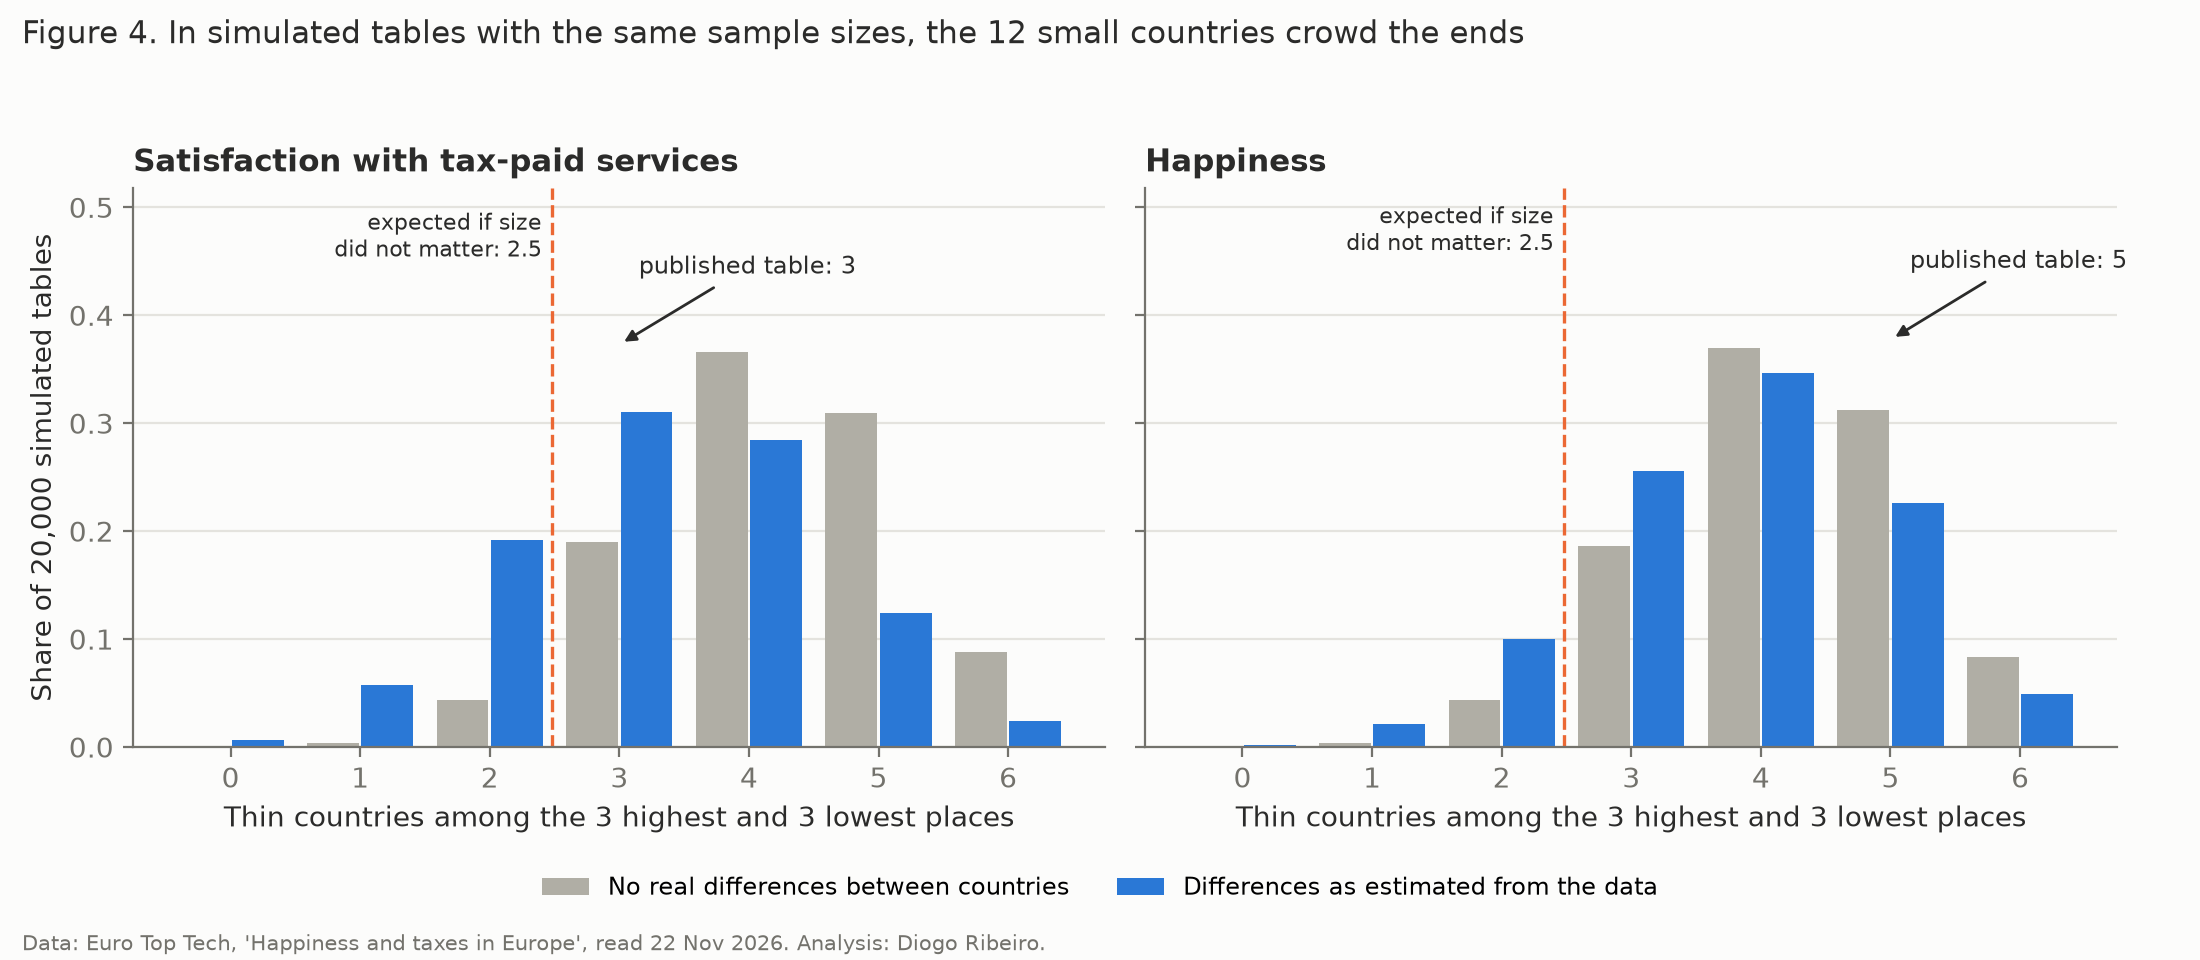 Figure 4. In simulated tables with the same sample sizes, the 12 small countries crowd the ends
Satisfaction with tax-paid services
expected if size
did not matter: 2.5
published table: 3
Share of 20,000 simulated tables
0.5
0.4
0.3
0.2
0.1
0.0
0 1 2 3 4 5 6
Thin countries among the 3 highest and 3 lowest places
Happiness
expected if size
did not matter: 2.5
published table: 5
0 1 2 3 4 5 6
Thin countries among the 3 highest and 3 lowest places
No real differences between countries
Differences as estimated from the data
Data: Euro Top Tech, 'Happiness and taxes in Europe', read 22 Nov 2026. Analysis: Diogo Ribeiro.